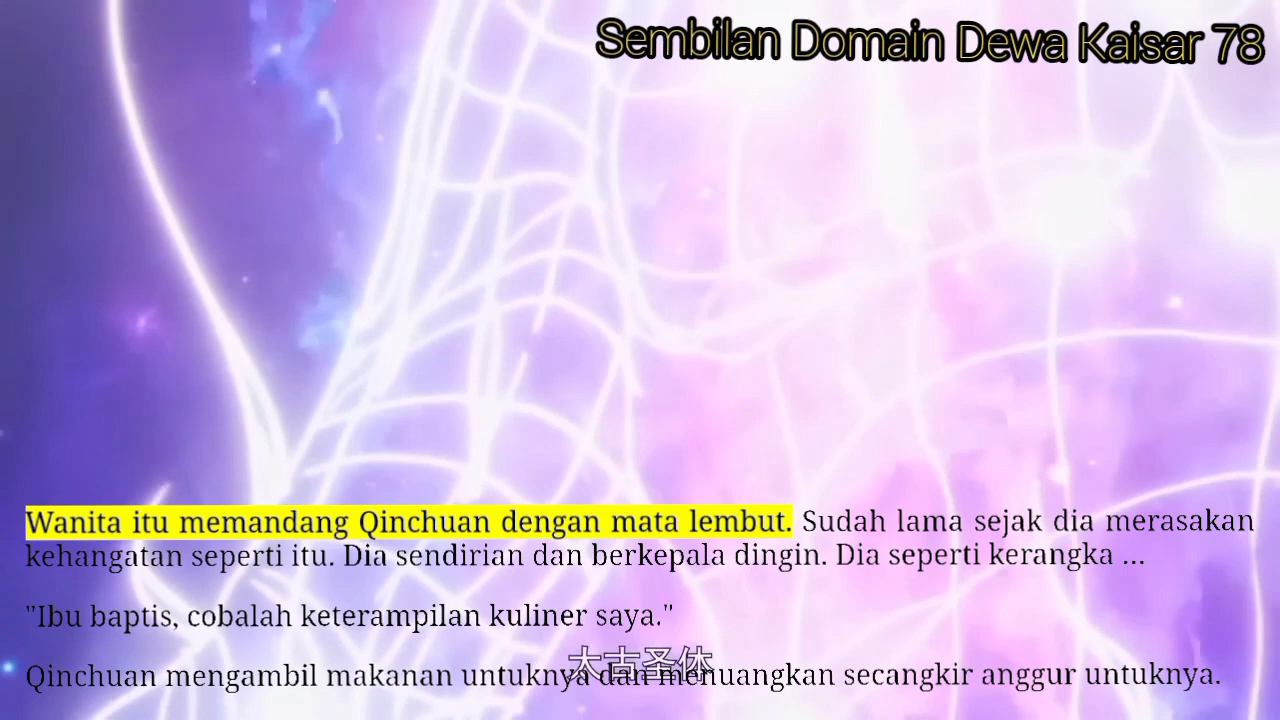 Sembilan Domain Dewa Kaisar 78
Wanita itu memandang Qinchuan dengan mata lembut. Sudah lama sejak dia merasakan
kehangatan seperti itu. Dia sendirian dan berkepala dingin. Dia seperti kerangka ...
"Ibu baptis, cobalah keterampilan kuliner saya."
太古圣体
Qinchuan mengambil makanan untuknya dan menuangkan secangkir anggur untuknya.